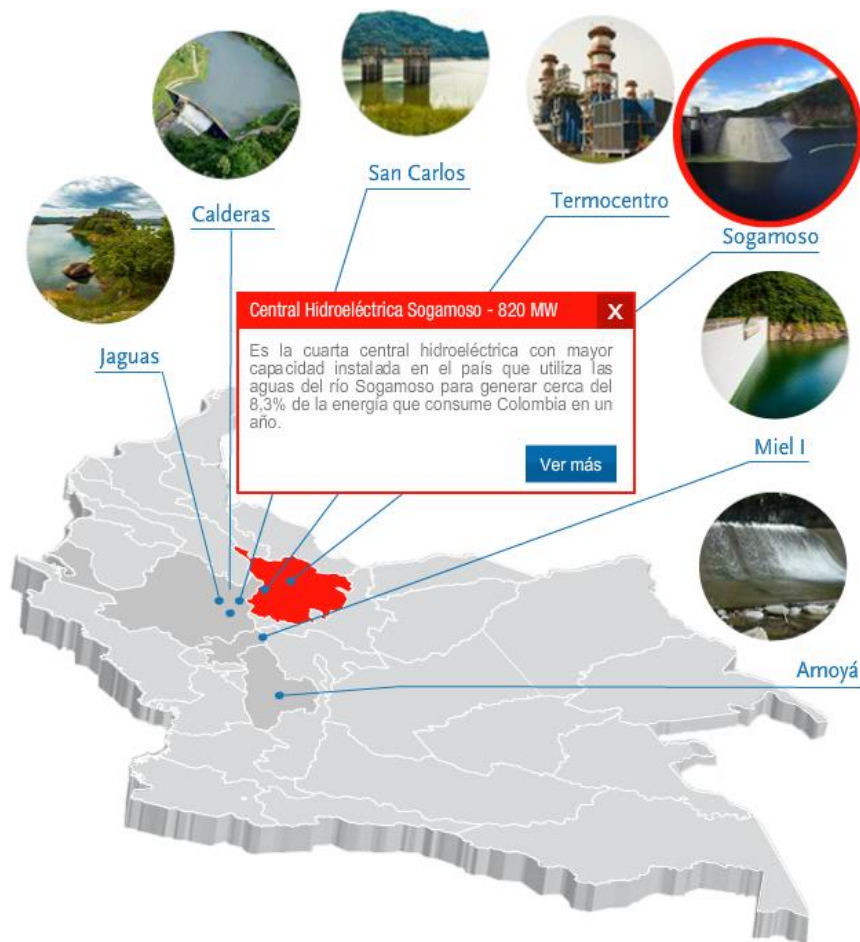 San Carlos
Calderas
Termocentro
Sogamoso
Central Hidroeléctrica Sogamoso - 820 MW
X
Es la cuarta central hidroeléctrica con mayor
capacidad instalada en el país que utiliza las
aguas del río Sogamoso para generar cerca del
8,3% de la energía que consume Colombia en un
año.
Ver más
Jaguas
Miel I
Amoyá